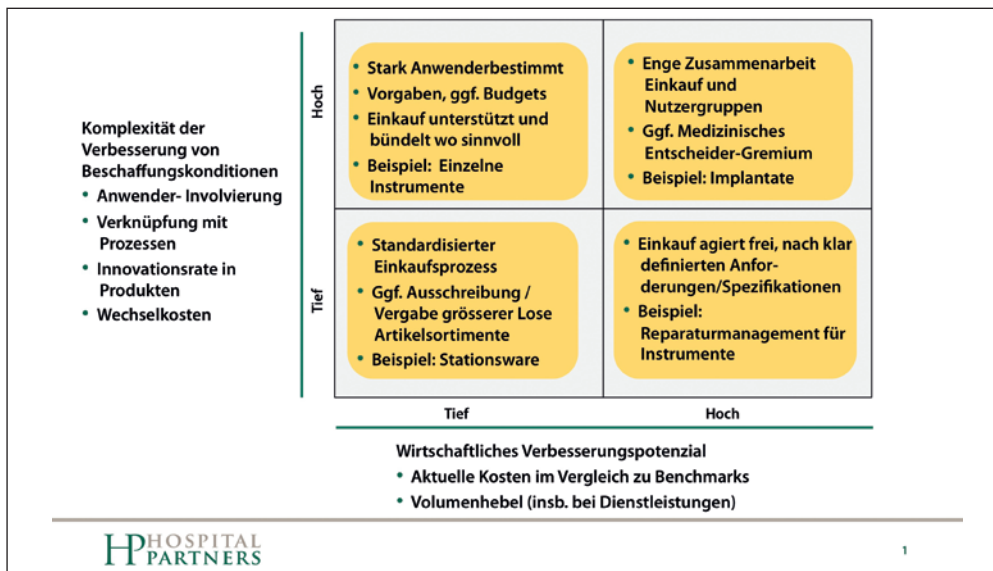 Komplexität der
Verbesserung von
Beschaffungskonditionen
• Anwender- Involvierung
• Verknüpfung mit
Prozessen
• Innovationsrate in
Produkten
• Wechselkosten
Hoch
• Stark Anwenderbestimmt
• Vorgaben, ggf. Budgets
• Einkauf unterstützt und
bündelt wo sinnvoll
• Beispiel: Einzelne
Instrumente
• Enge Zusammenarbeit
Einkauf und
Nutzergruppen
• Ggf. Medizinisches
Entscheider-Gremium
• Beispiel: Implantate
Tief
• Standardisierter
Einkaufsprozess
• Ggf. Ausschreibung /
Vergabe grösserer Lose
Artikelsortimente
• Beispiel: Stationsware
• Einkauf agiert frei, nach klar
definierten Anfor-
derungen/Spezifikationen
• Beispiel:
Reparaturmanagement für
Instrumente
Tief
Hoch
Wirtschaftliches Verbesserungspotenzial
• Aktuelle Kosten im Vergleich zu Benchmarks
• Volumenhebel (insb. bei Dienstleistungen)
HP HOSPITAL
PARTNERS
1